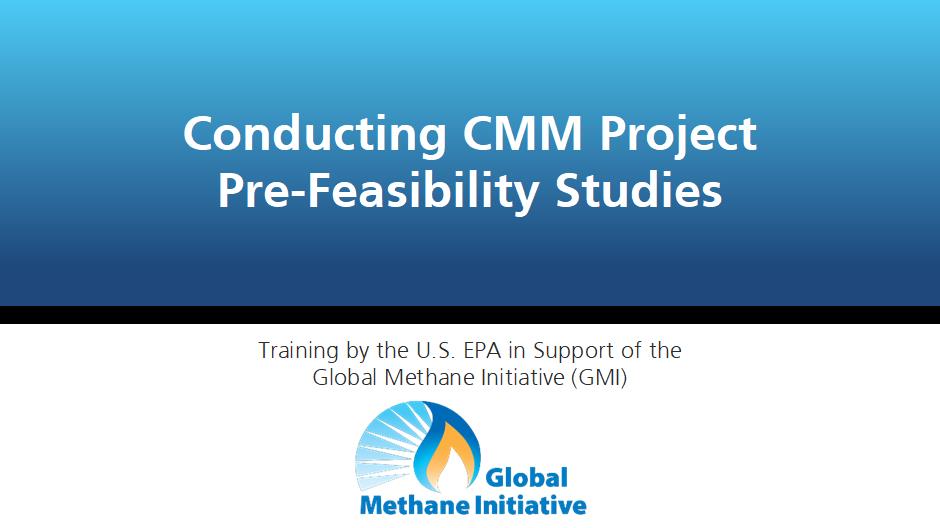 Conducting CMM Project
Pre-Feasibility Studies
Training by the U.S. EPA in Support of the
Global Methane Initiative (GMI)
Global
Methane Initiative